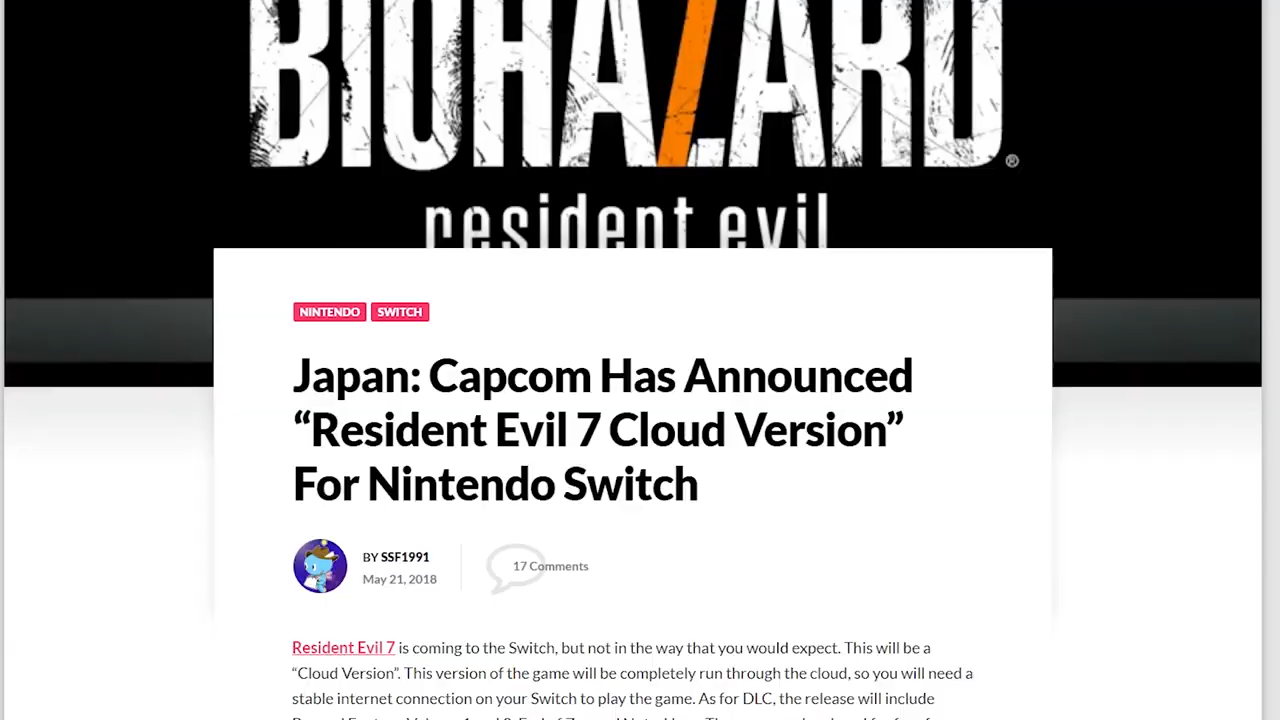 BIOHAZARD®
resident evil
NINTENDO SWITCH
Japan: Capcom Has Announced
“Resident Evil 7 Cloud Version”
For Nintendo Switch
BY SSF1991
May 21, 2018
17 Comments
Resident Evil 7 is coming to the Switch, but not in the way that you would expect. This will be a
“Cloud Version”. This version of the game will be completely run through the cloud, so you will need a
stable internet connection on your Switch to play the game. As for DLC, the release will include